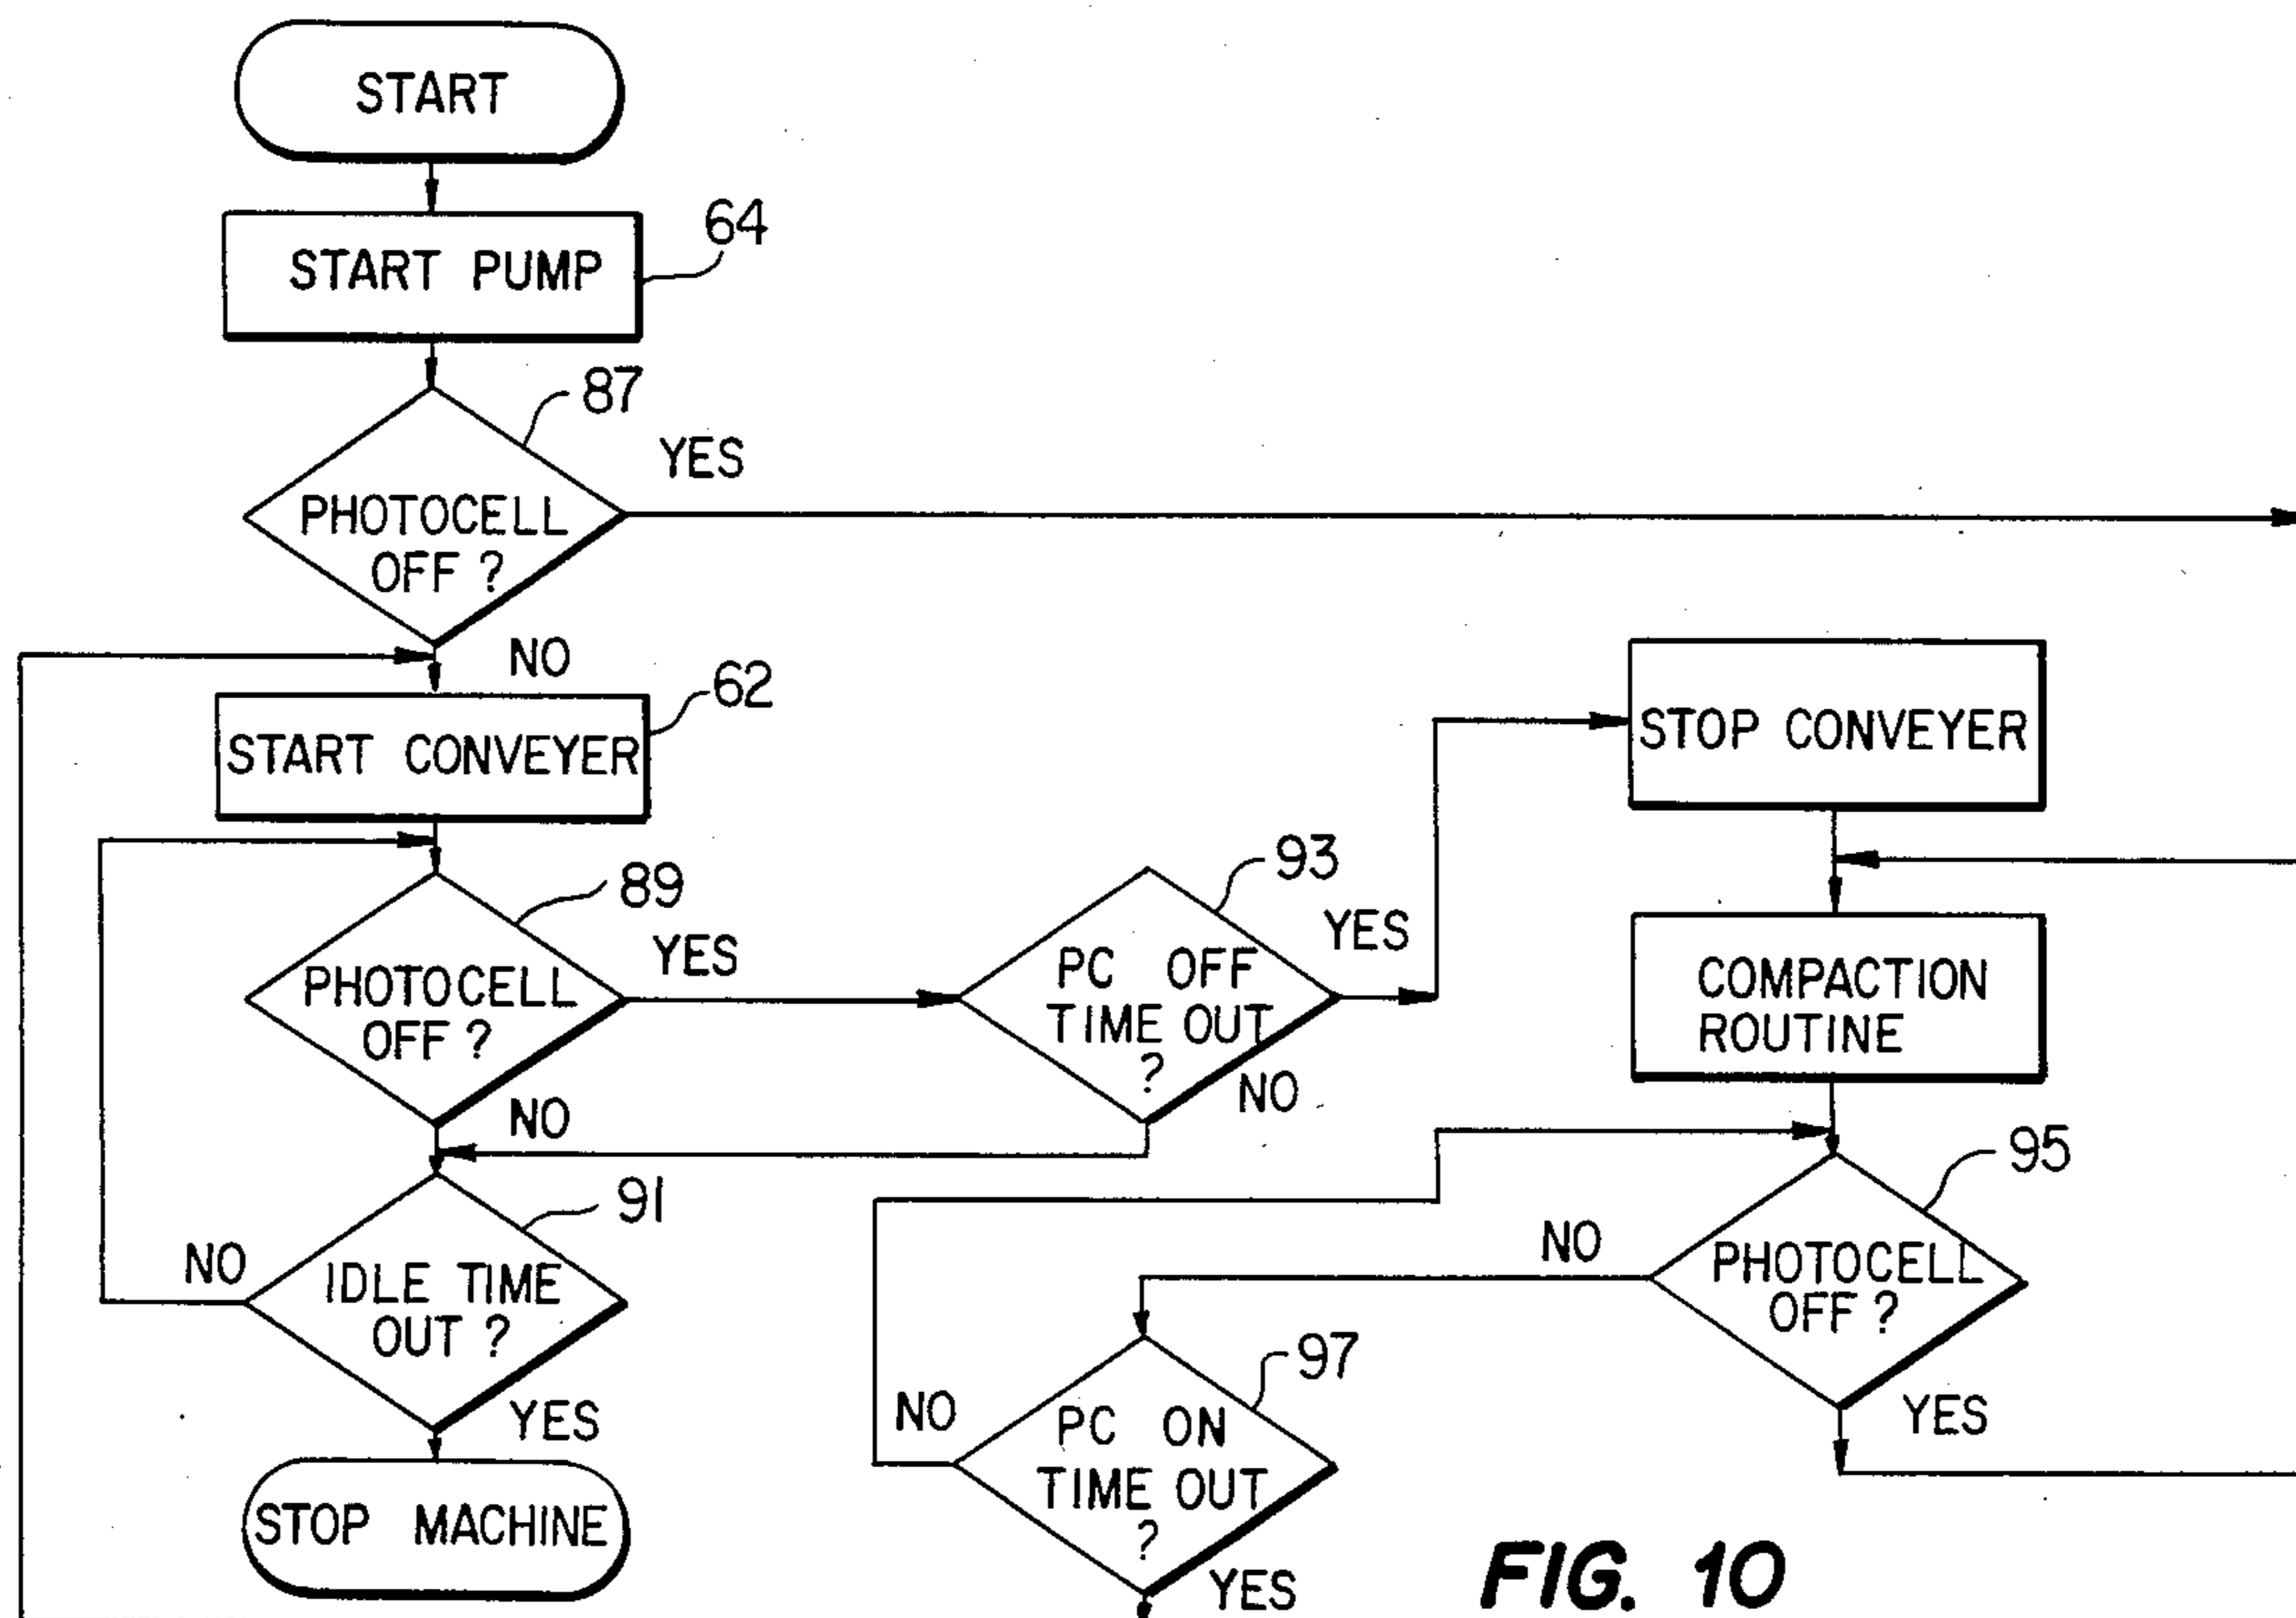 START
START PUMP
64
87
YES
PHOTOCELL
OFF ?
NO
62
START CONVEYER
STOP CONVEYER
89
YES
PHOTOCELL
OFF ?
NO
93
YES
PC OFF
TIME OUT
?
NO
COMPACTION
ROUTINE
91
NO
IDLE TIME
OUT ?
YES
STOP MACHINE
95
NO
PHOTOCELL
OFF ?
YES
97
NO
PC ON
TIME OUT
?
YES
FIG. 10